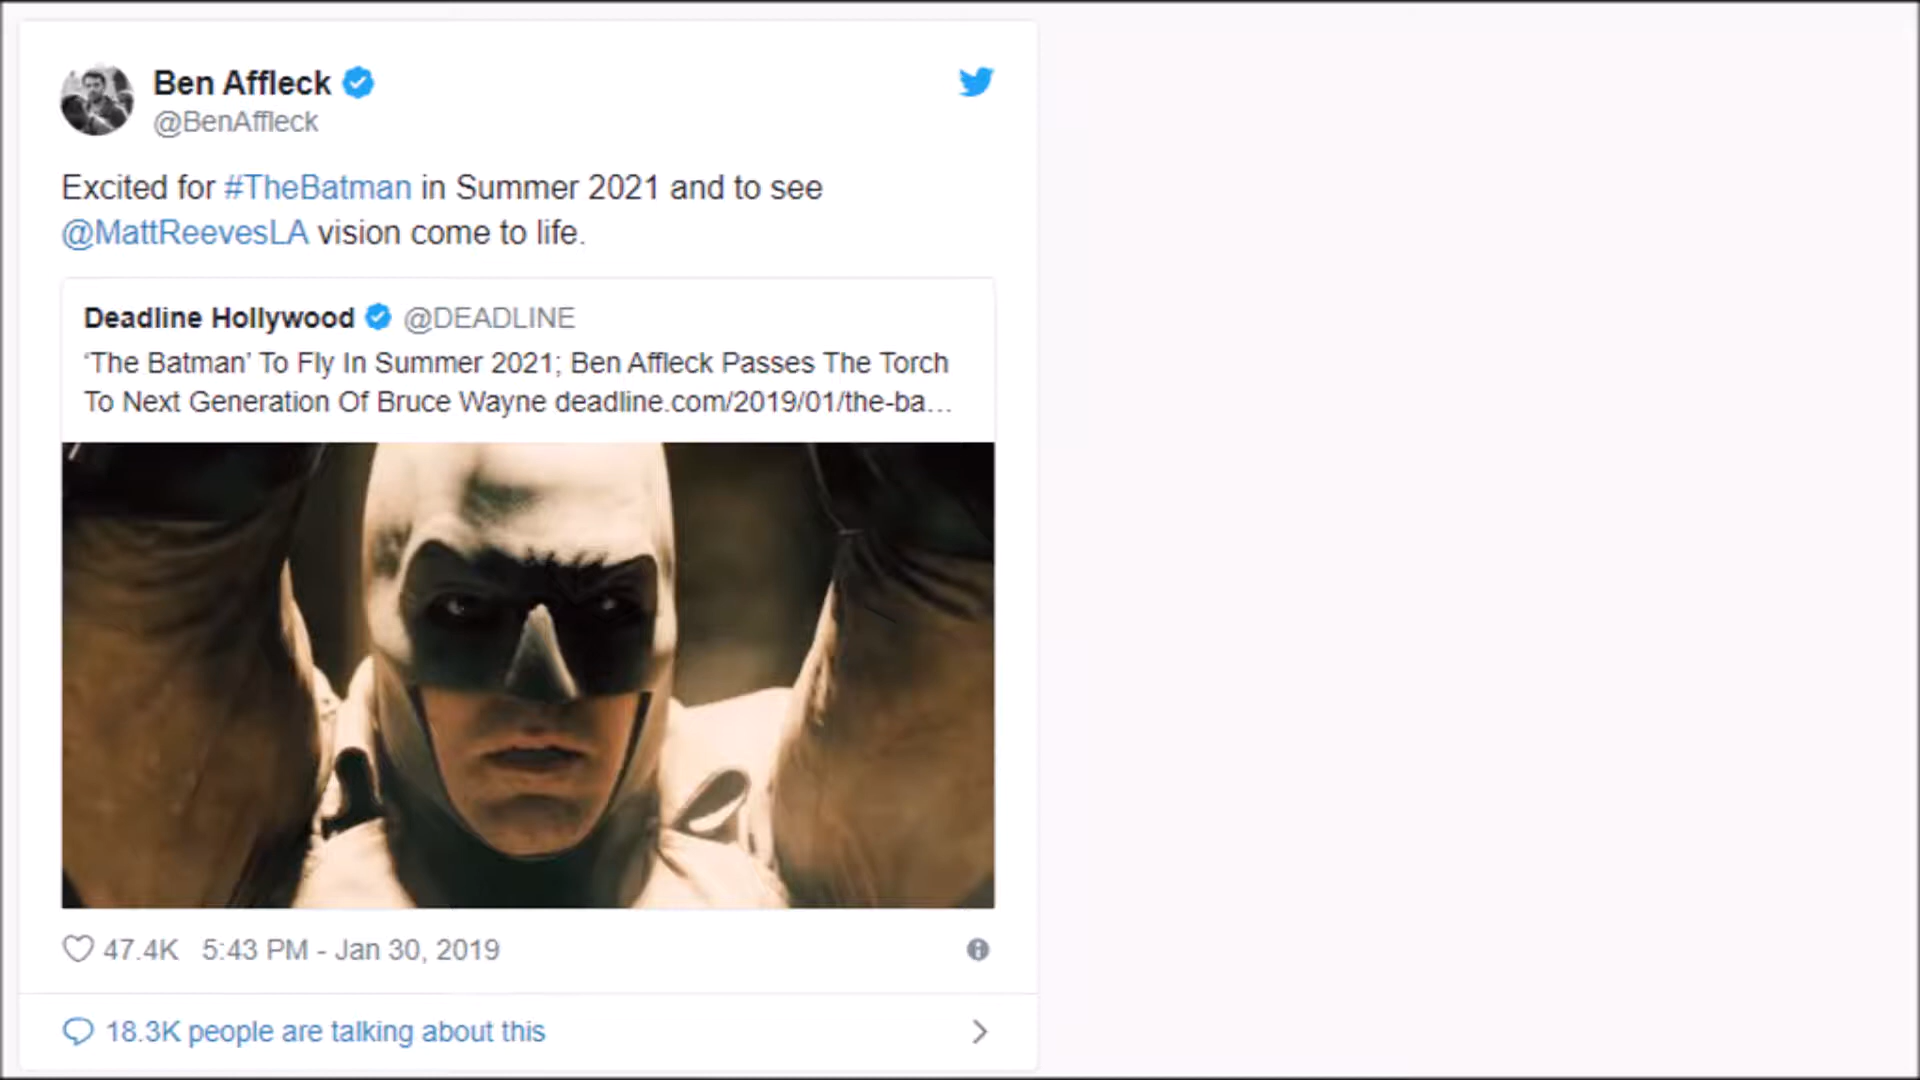 Ben Affleck
@BenAffleck
Excited for #TheBatman in Summer 2021 and to see
@MattReevesLA vision come to life.
Deadline Hollywood @DEADLINE
‘The Batman’ To Fly In Summer 2021; Ben Affleck Passes The Torch
To Next Generation Of Bruce Wayne deadline.com/2019/01/the-ba…
47.4K 5:43 PM - Jan 30, 2019
18.3K people are talking about this